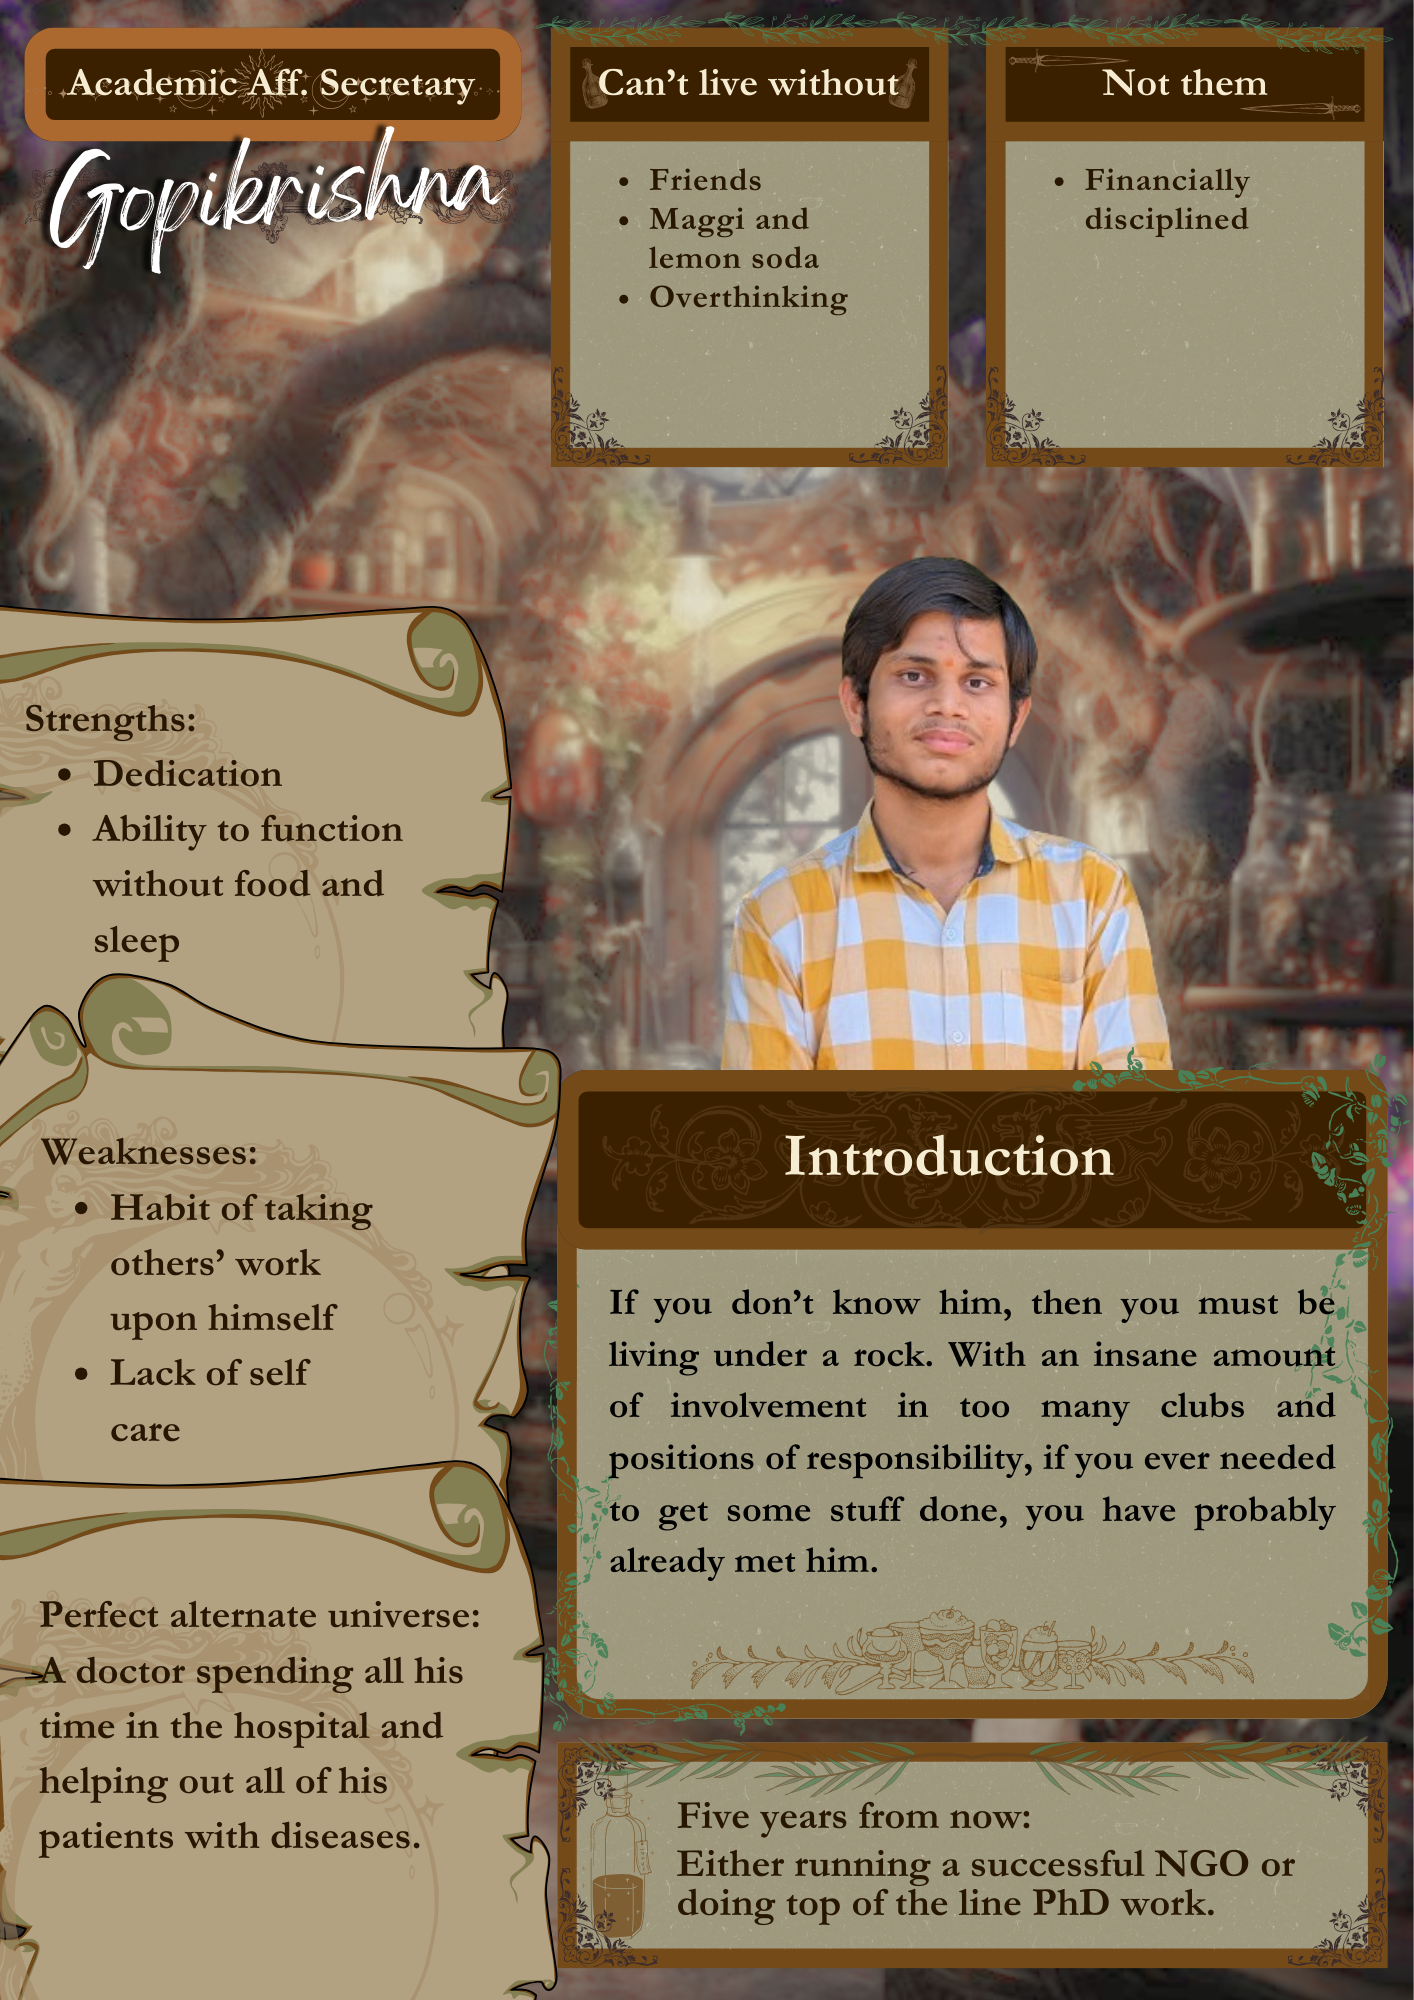 Academic Aff. Secretary
Gopikrishna
Can't live without
• Friends
• Maggi and
lemon soda
• Overthinking
Not them
• Financially
disciplined
Strengths:
• Dedication
• Ability to function
without food and
sleep
Weaknesses:
• Habit of taking
others' work
upon himself
• Lack of self
care
Perfect alternate universe:
A doctor spending all his
time in the hospital and
helping out all of his
patients with diseases.
Introduction
If you don't know him, then you must be
living under a rock. With an insane amount
of involvement in too many clubs and
positions of responsibility, if you ever needed
to get some stuff done, you have probably
already met him.
Five years from now:
Either running a successful NGO or
doing top of the line PhD work.